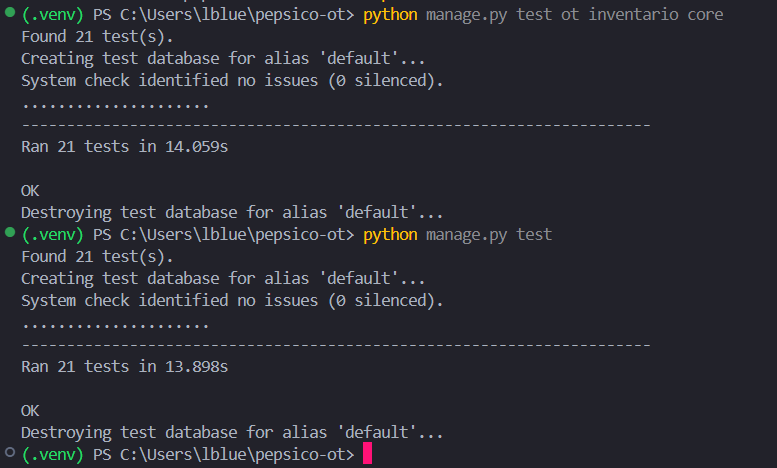 (.venv) PS C:\Users\lblue\pepsico-ot> python manage.py test ot inventario core
Found 21 test(s).
Creating test database for alias 'default'...
System check identified no issues (0 silenced).
.....................
----------------------------------------------------------------------
Ran 21 tests in 14.059s

OK
Destroying test database for alias 'default'...
(.venv) PS C:\Users\lblue\pepsico-ot> python manage.py test
Found 21 test(s).
Creating test database for alias 'default'...
System check identified no issues (0 silenced).
.....................
----------------------------------------------------------------------
Ran 21 tests in 13.898s

OK
Destroying test database for alias 'default'...
(.venv) PS C:\Users\lblue\pepsico-ot>